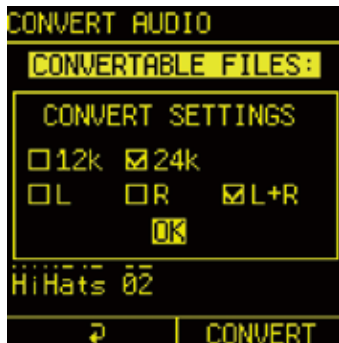 CONVERT AUDIO
CONVERTABLE FILES:
CONVERT SETTINGS
12k 24k
L R L+R
OK
HiHats 02
CONVERT